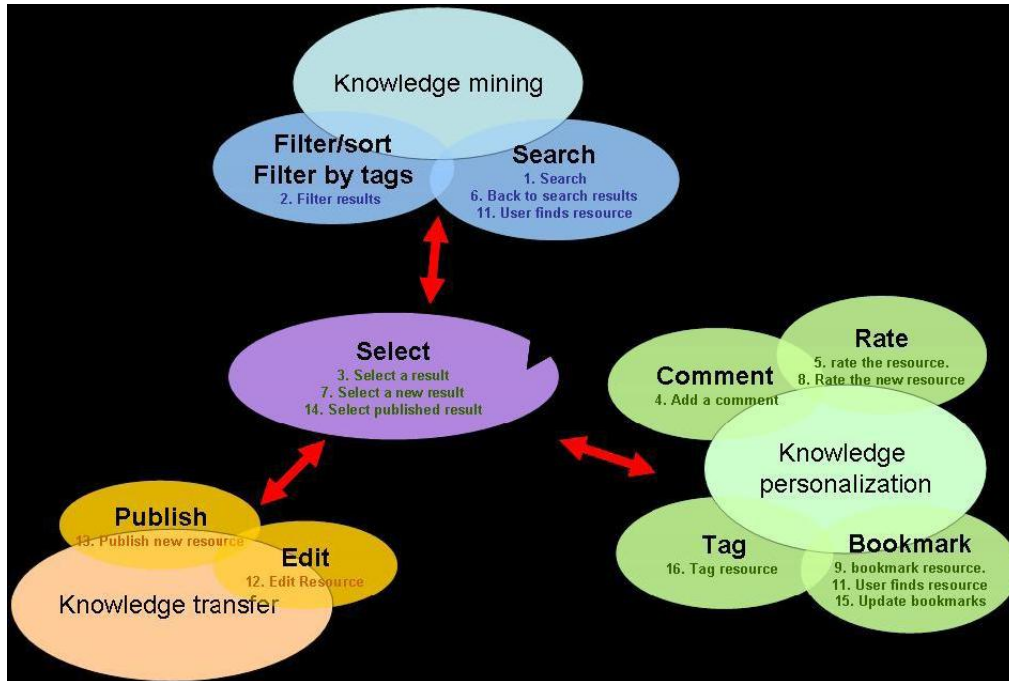 Knowledge mining
Filter/sort
Filter by tags
2. Filter results
Search
1. Search
6. Back to search results
11. User finds resource
Select
3. Select a result
7. Select a new result
14. Select published result
Rate
5. rate the resource.
8. Rate the new resource
Comment
4. Add a comment
Knowledge
personalization
Tag
16. Tag resource
Bookmark
9. bookmark resource.
11. User finds resource
15. Update bookmarks
Publish
13. Publish new resource
Edit
12. Edit Resource
Knowledge transfer